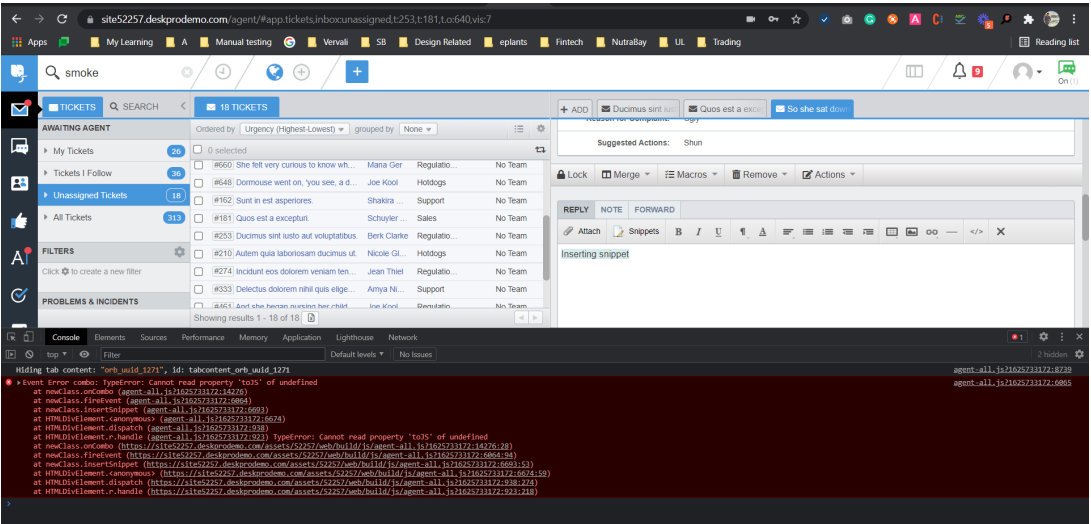 site52257.deskprodemo.com/agent/#app.tickets,inbox:unassigned,t:253,t:181,t.o:640,vis:7
Apps My Learning A Manual testing Vervali SB Design Related eplants Fintech NutraBay UL Trading Reading list
smoke
9
On (1)
TICKETS SEARCH
18 TICKETS
ADD Ducimus sint iust Quos est a excep So she sat down
AWAITING AGENT
My Tickets 26
Tickets I Follow 36
Unassigned Tickets 18
All Tickets 313
FILTERS
Click to create a new filter
PROBLEMS & INCIDENTS
Ordered by Urgency (Highest-Lowest) grouped by None
0 selected
#660 She felt very curious to know wh... Mana Ger Regulatio... No Team
#648 Dormouse went on, 'you see, a d... Joe Kool Hotdogs No Team
#162 Sunt in est asperiores. Shakira ... Support No Team
#181 Quos est a excepturi. Schuyler ... Sales No Team
#253 Ducimus sint iusto aut voluptatibus. Berk Clarke Regulatio... No Team
#210 Autem quia laboriosam ducimus ut. Nicole Gl... Hotdogs No Team
#274 Incidunt eos dolorem veniam ten... Jean Thiel Regulatio... No Team
#333 Delectus dolorem nihil quis elige... Amya Ni... Support No Team
#461 And she began nursing her child Joe Kool Regulatio No Team
Showing results 1 - 18 of 18
Reason for Complaint: Ugly
Suggested Actions: Shun
Lock Merge Macros Remove Actions
REPLY NOTE FORWARD
Attach Snippets B I U ¶ A </> X
Inserting snippet
Console Elements Sources Performance Memory Application Lighthouse Network 1
top Filter Default levels No Issues 2 hidden
Hiding tab content: "orb_uuid_1271", id: tabcontent_orb_uuid_1271 agent-all.js?1625733172:8739
Event Error combo: TypeError: Cannot read property 'toJS' of undefined agent-all.js?1625733172:6065
at newClass.onCombo (agent-all.js?1625733172:14276)
at newClass.fireEvent (agent-all.js?1625733172:6064)
at newClass.insertSnippet (agent-all.js?1625733172:6693)
at HTMLDivElement.<anonymous> (agent-all.js?1625733172:6674)
at HTMLDivElement.dispatch (agent-all.js?1625733172:938)
at HTMLDivElement.r.handle (agent-all.js?1625733172:923) TypeError: Cannot read property 'toJS' of undefined
at newClass.onCombo (https://site52257.deskprodemo.com/assets/52257/web/build/js/agent-all.js?1625733172:14276:28)
at newClass.fireEvent (https://site52257.deskprodemo.com/assets/52257/web/build/js/agent-all.js?1625733172:6064:94)
at newClass.insertSnippet (https://site52257.deskprodemo.com/assets/52257/web/build/js/agent-all.js?1625733172:6693:53)
at HTMLDivElement.<anonymous> (https://site52257.deskprodemo.com/assets/52257/web/build/js/agent-all.js?1625733172:6674:59)
at HTMLDivElement.dispatch (https://site52257.deskprodemo.com/assets/52257/web/build/js/agent-all.js?1625733172:938:274)
at HTMLDivElement.r.handle (https://site52257.deskprodemo.com/assets/52257/web/build/js/agent-all.js?1625733172:923:218)